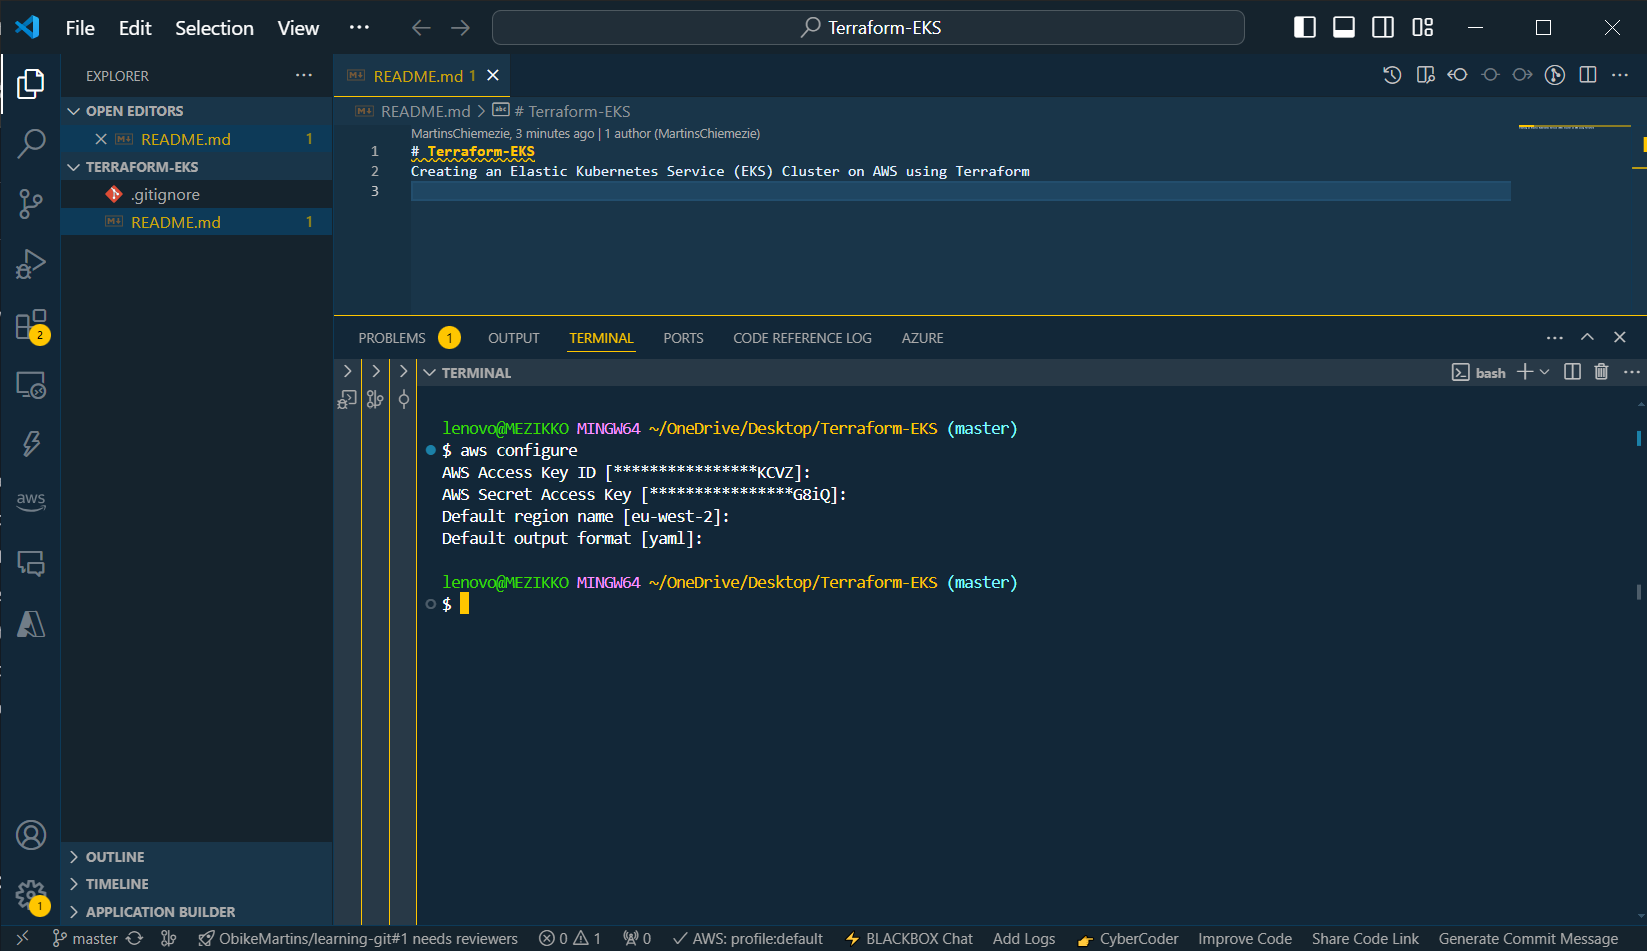 File Edit Selection View ··· Terraform-EKS
EXPLORER ···
OPEN EDITORS
README.md 1
TERRAFORM-EKS
.gitignore
README.md 1
OUTLINE
TIMELINE
APPLICATION BUILDER
2
aws
1
README.md 1
README.md > # Terraform-EKS
MartinsChiemezie, 3 minutes ago | 1 author (MartinsChiemezie)
1 # Terraform-EKS
2 Creating an Elastic Kubernetes Service (EKS) Cluster on AWS using Terraform
3
PROBLEMS 1 OUTPUT TERMINAL PORTS CODE REFERENCE LOG AZURE
TERMINAL bash
lenovo@MEZIKKO MINGW64 ~/OneDrive/Desktop/Terraform-EKS (master)
$ aws configure
AWS Access Key ID [****************KCVZ]:
AWS Secret Access Key [****************G8iQ]:
Default region name [eu-west-2]:
Default output format [yaml]:
lenovo@MEZIKKO MINGW64 ~/OneDrive/Desktop/Terraform-EKS (master)
$
master ObikeMartins/learning-git#1 needs reviewers 0 1 0 AWS: profile:default BLACKBOX Chat Add Logs CyberCoder Improve Code Share Code Link Generate Commit Message